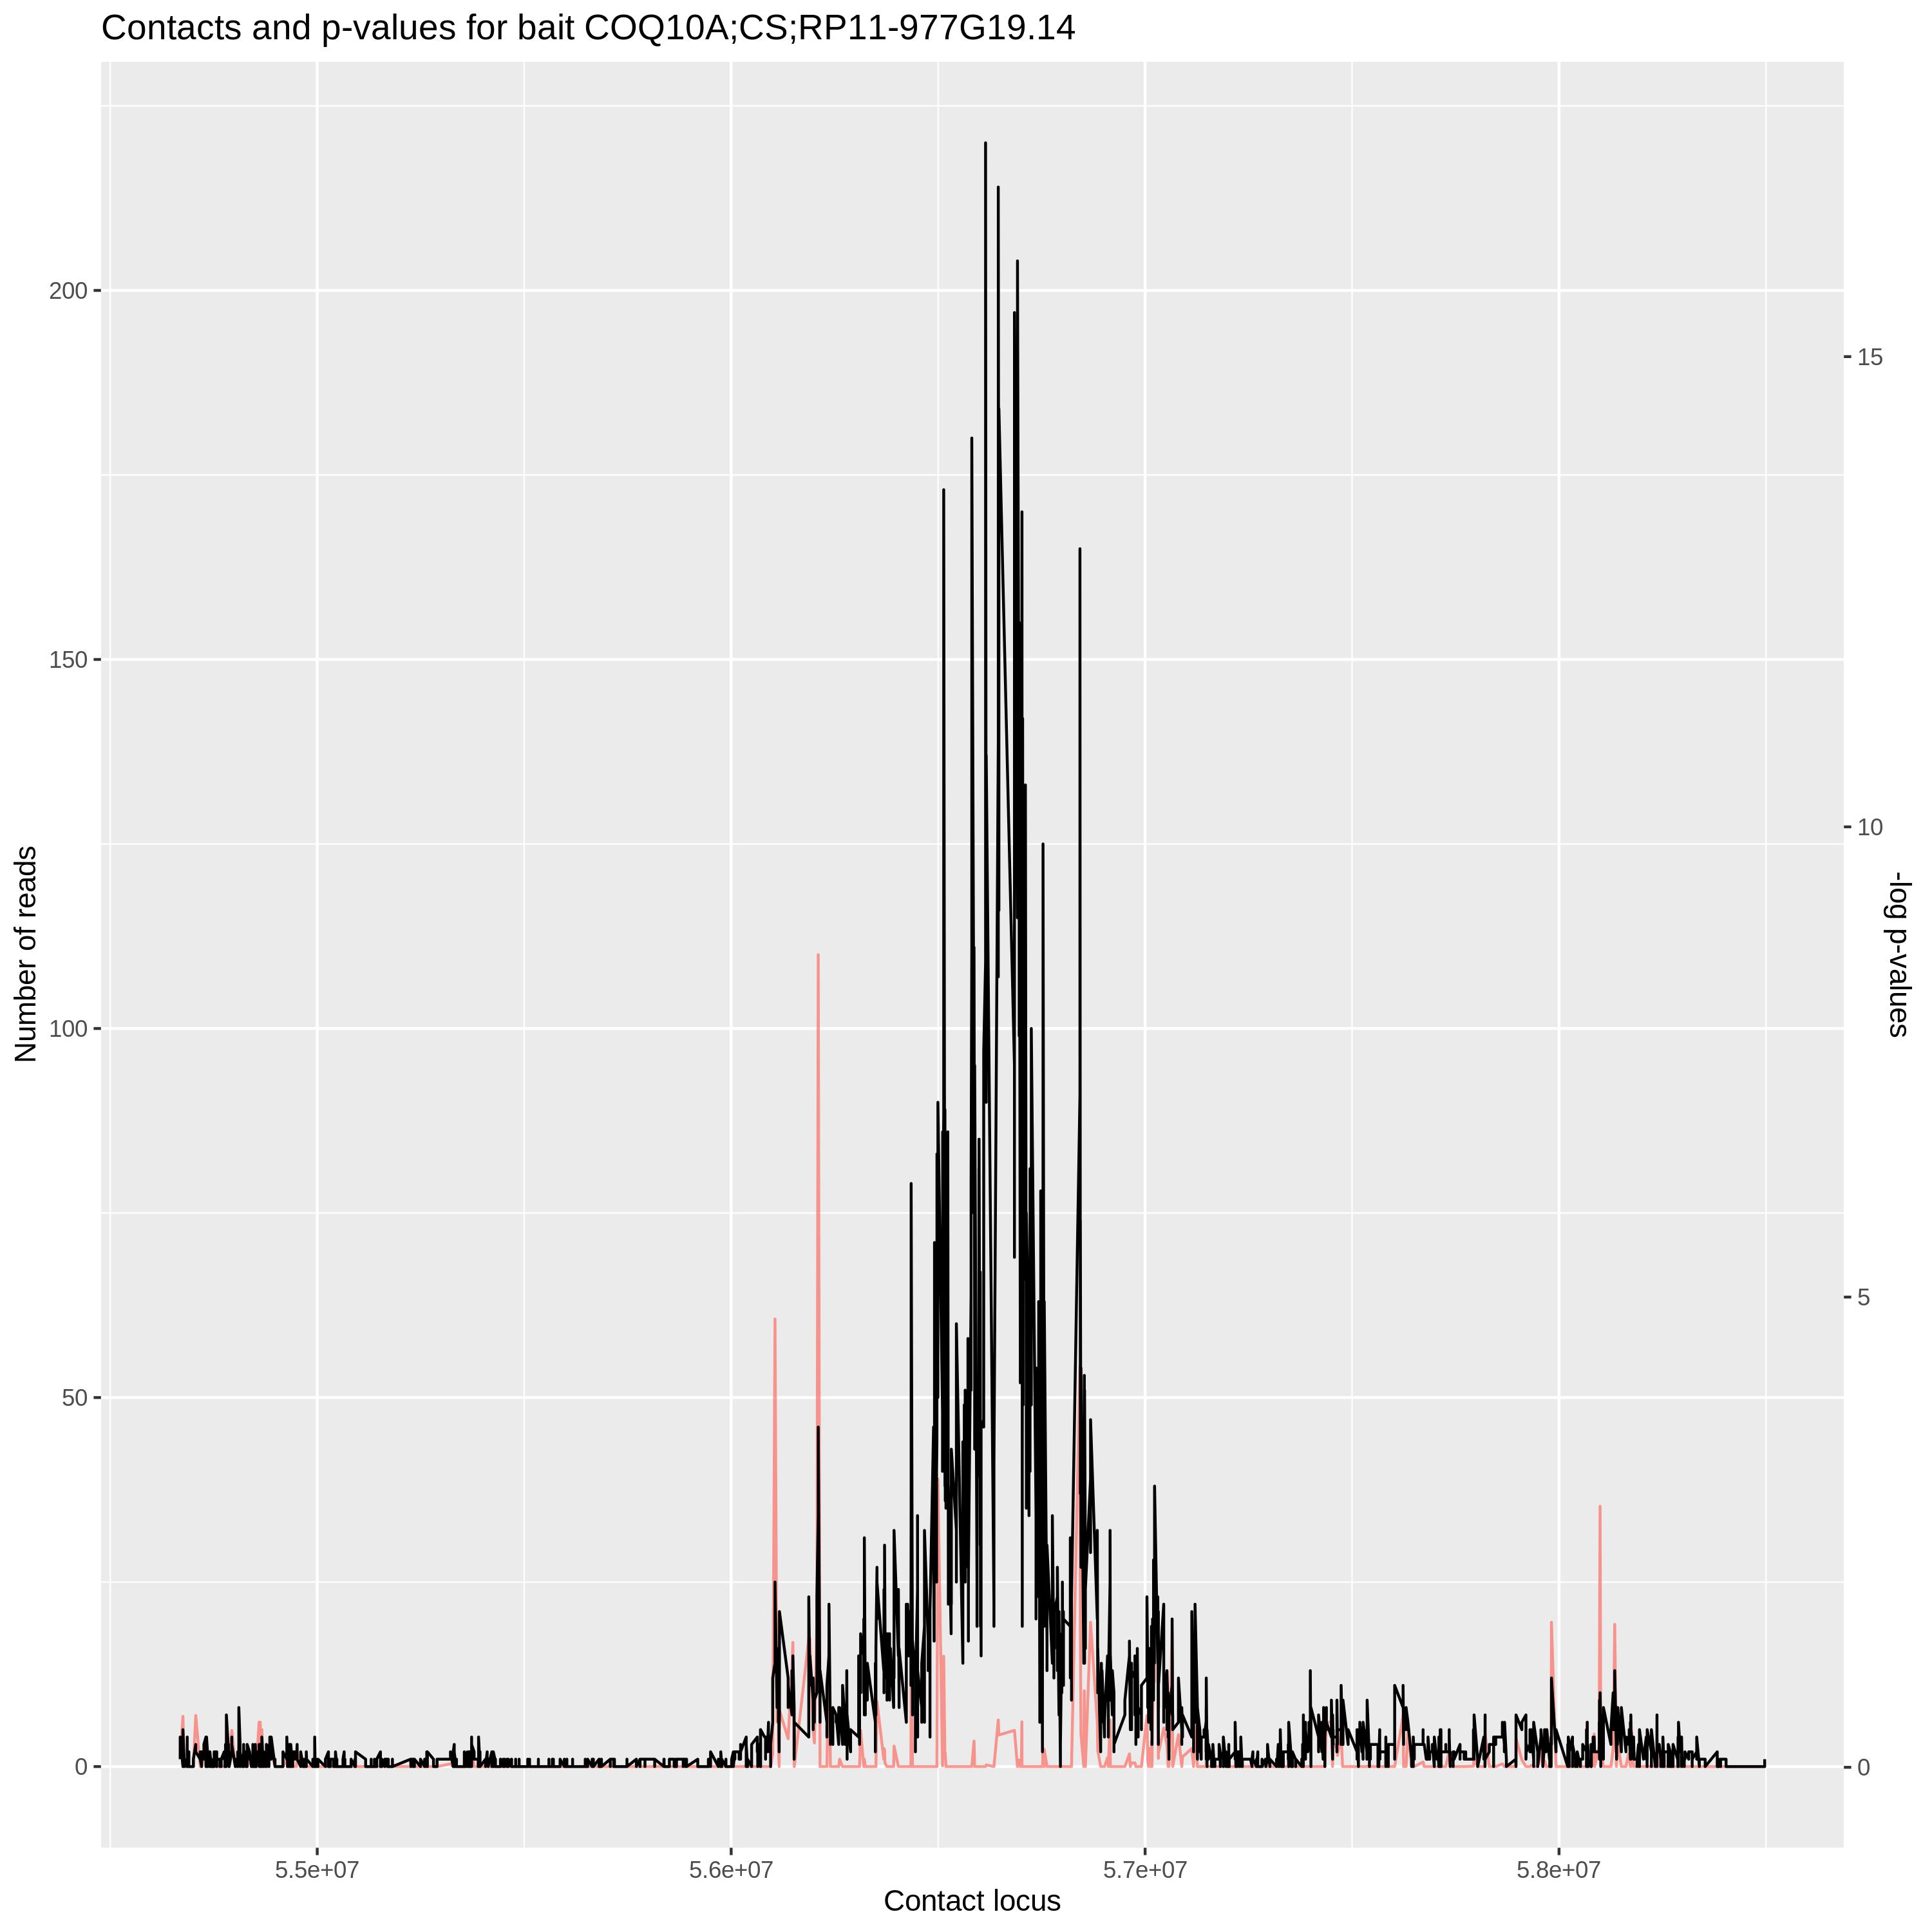 Contacts and p-values for bait COQ10A;CS;RP11-977G19.14
200
150
100
50
0
Number of reads
15
10
5
0
-log p-values
5.5e+07
5.6e+07
5.7e+07
5.8e+07
Contact locus